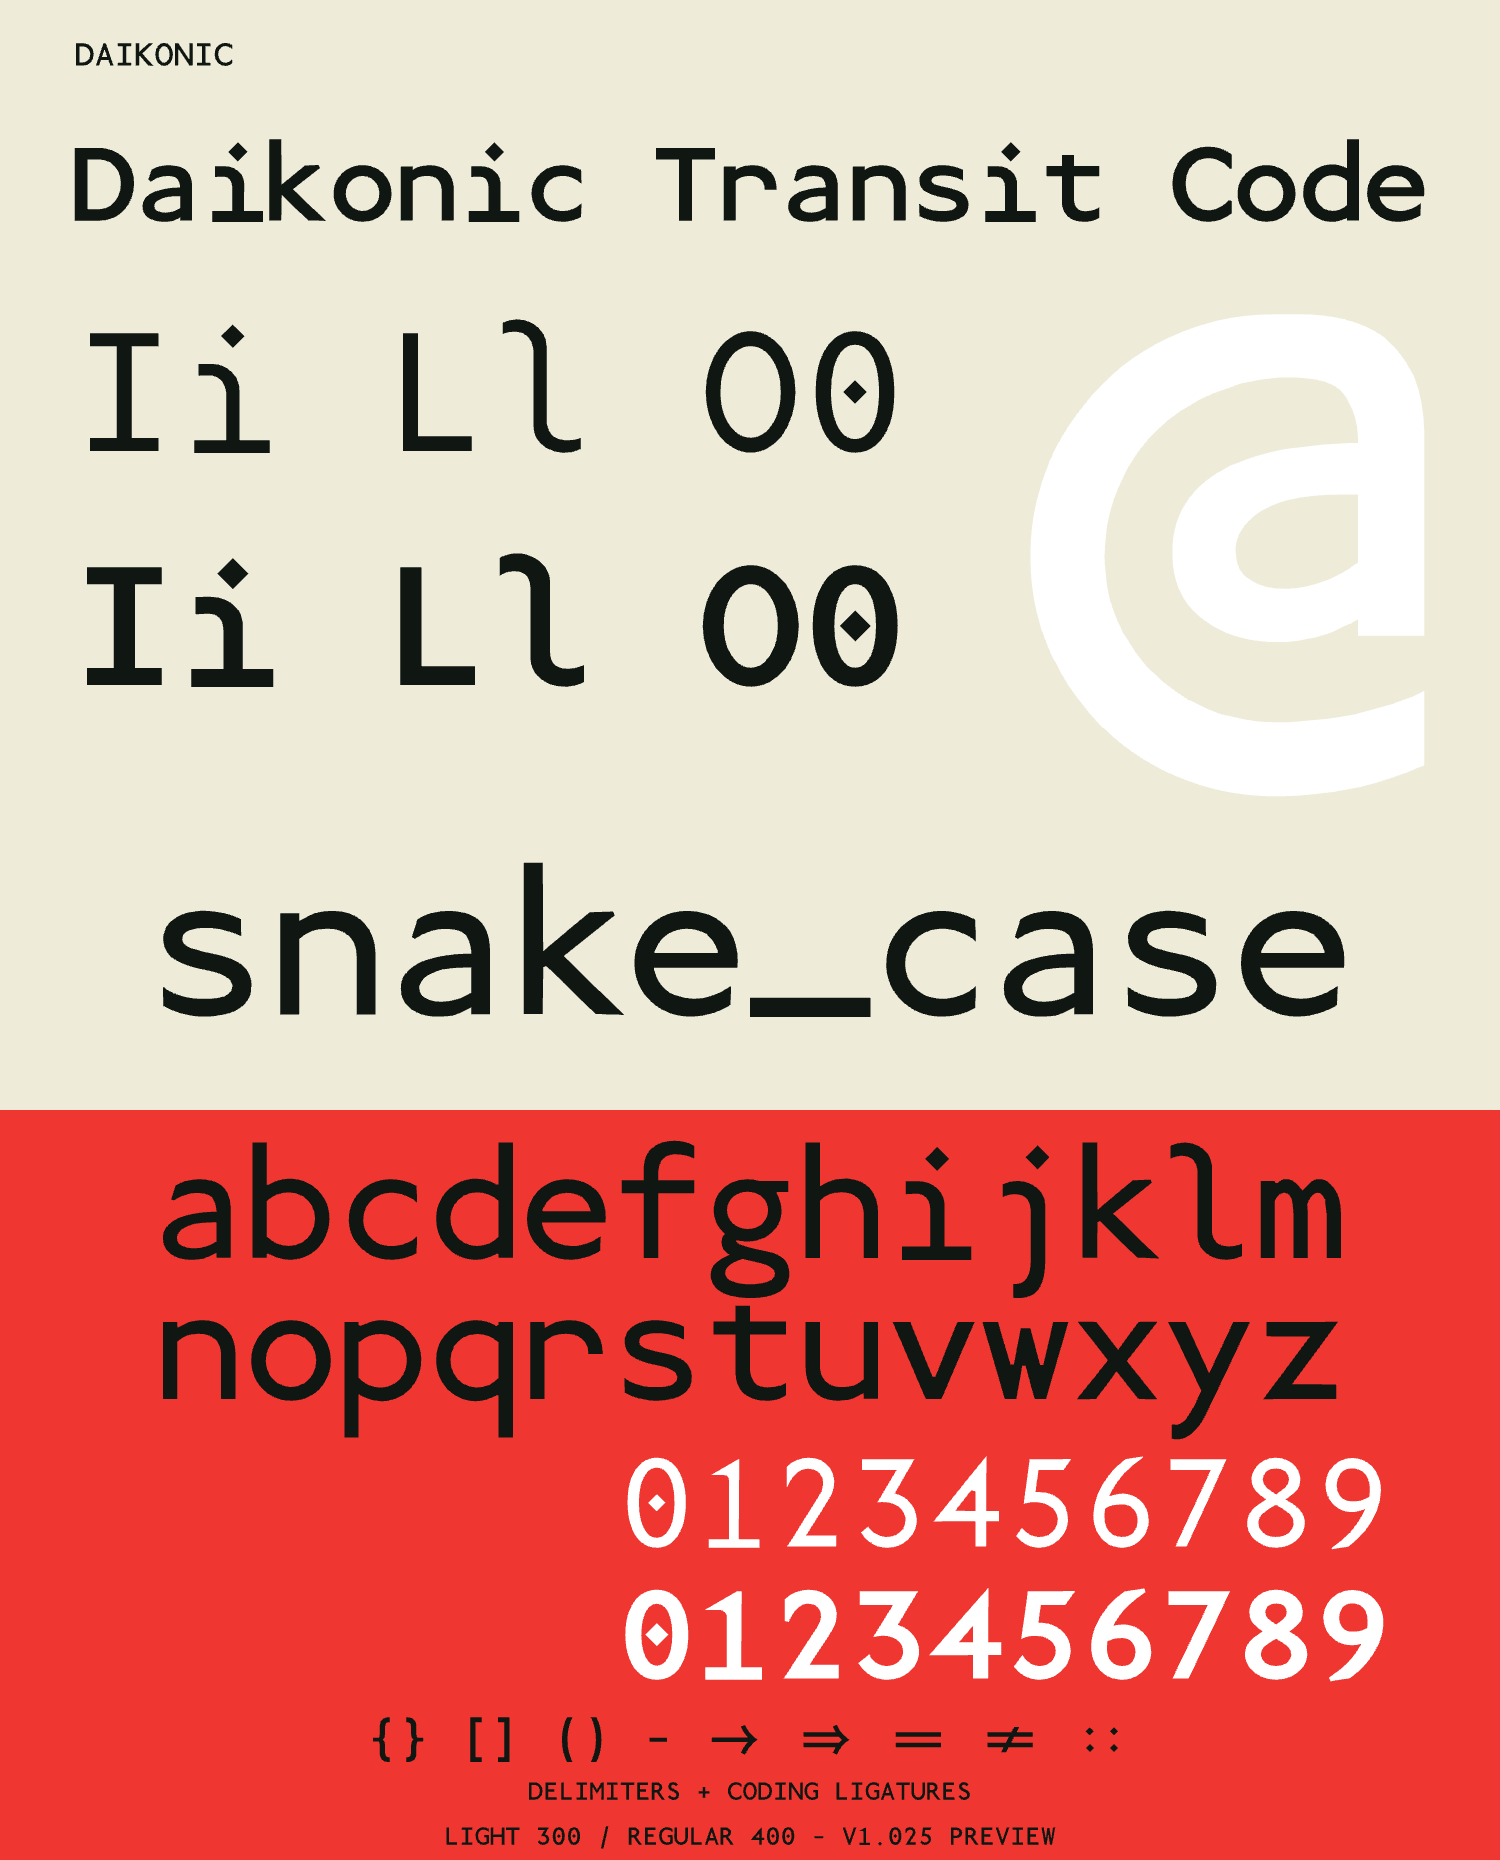 DAIKONIC
Daikonic Transit Code
Ii Ll O0
@
Ii Ll O0
snake_case
abcdefghijklm
nopqrstuvwxyz
0123456789
0123456789
{} [] () - → ⇒ = ≠ ::
DELIMITERS + CODING LIGATURES
LIGHT 300 / REGULAR 400 - V1.025 PREVIEW